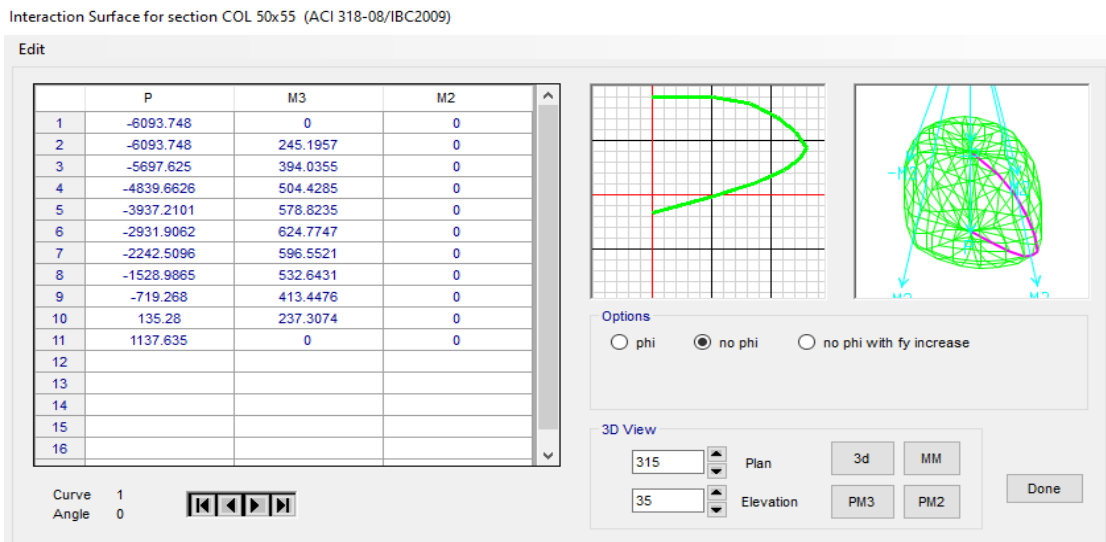 Interaction Surface for section COL 50x55 (ACI 318-08/IBC2009)
Edit
P M3 M2
1 -6093.748 0 0
2 -6093.748 245.1957 0
3 -5697.625 394.0355 0
4 -4839.6626 504.4285 0
5 -3937.2101 578.8235 0
6 -2931.9062 624.7747 0
7 -2242.5096 596.5521 0
8 -1528.9865 532.6431 0
9 -719.268 413.4476 0
10 135.28 237.3074 0
11 1137.635 0 0
12
13
14
15
16
Curve 1
Angle 0
Options
phi no phi no phi with fy increase
3D View
315 Plan 3d MM
35 Elevation PM3 PM2
Done